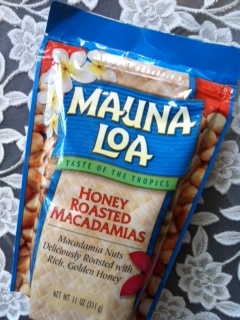 MAUNA
LOA
TASTE OF THE TROPICS
HONEY
ROASTED
MACADAMIAS
Macadamia Nuts
Deliciously Roasted with
Rich, Golden Honey
NET WT 11 OZ (311g)